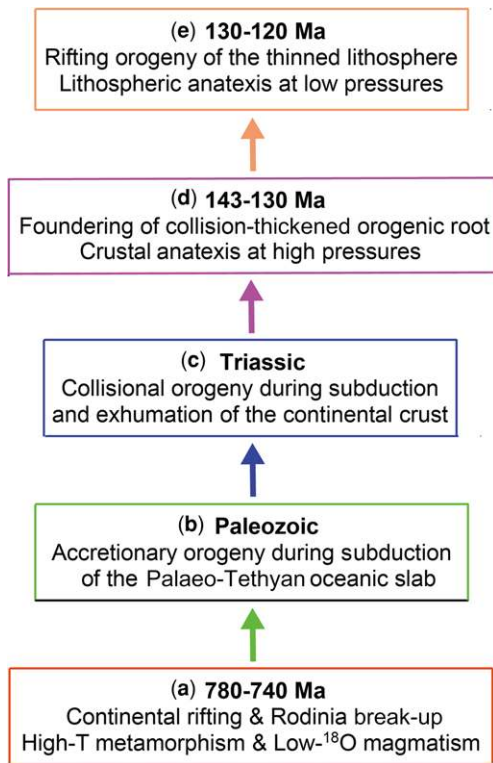 (e) 130-120 Ma
Rifting orogeny of the thinned lithosphere
Lithospheric anatexis at low pressures
(d) 143-130 Ma
Foundering of collision-thickened orogenic root
Crustal anatexis at high pressures
(c) Triassic
Collisional orogeny during subduction
and exhumation of the continental crust
(b) Paleozoic
Accretionary orogeny during subduction
of the Palaeo-Tethyan oceanic slab
(a) 780-740 Ma
Continental rifting & Rodinia break-up
High-T metamorphism & Low-¹⁸O magmatism